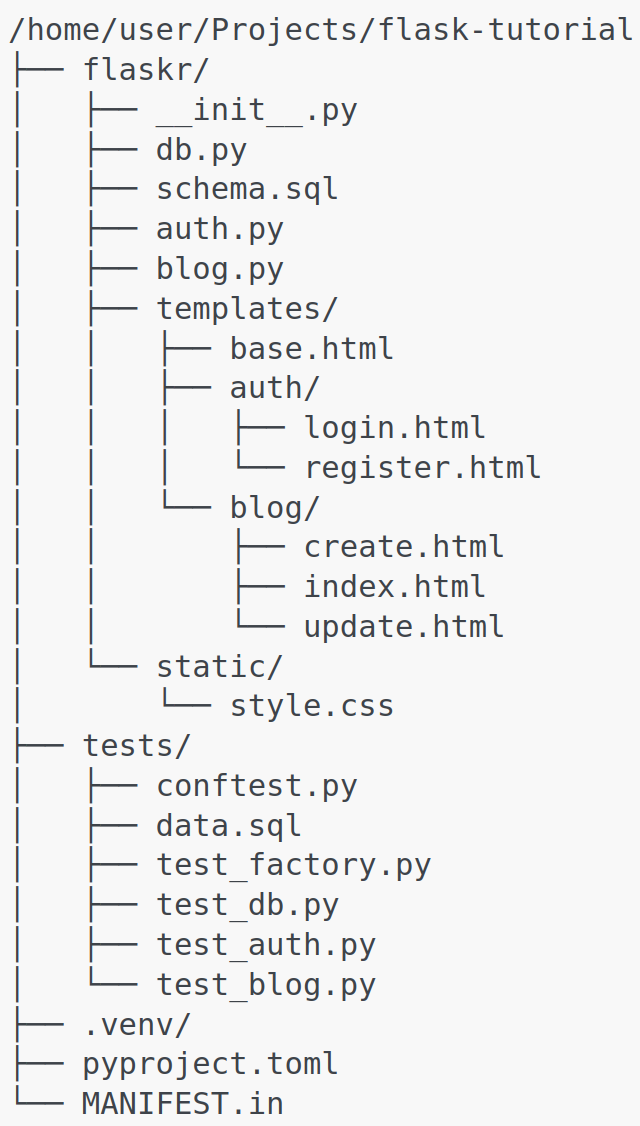 /home/user/Projects/flask-tutorial
├── flaskr/
│   ├── __init__.py
│   ├── db.py
│   ├── schema.sql
│   ├── auth.py
│   ├── blog.py
│   ├── templates/
│   │   ├── base.html
│   │   ├── auth/
│   │   │   ├── login.html
│   │   │   └── register.html
│   │   └── blog/
│   │       ├── create.html
│   │       ├── index.html
│   │       └── update.html
│   └── static/
│       └── style.css
├── tests/
│   ├── conftest.py
│   ├── data.sql
│   ├── test_factory.py
│   ├── test_db.py
│   ├── test_auth.py
│   └── test_blog.py
├── .venv/
├── pyproject.toml
└── MANIFEST.in